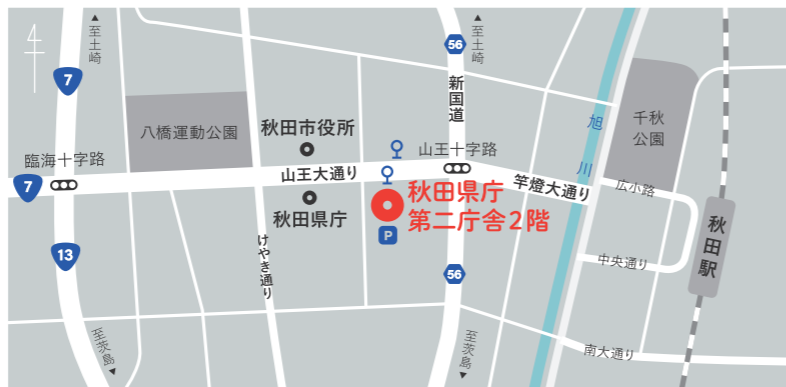 ▲至土崎
▲至土崎
7
56
新国道
千秋
公園
旭川
八橋運動公園
秋田市役所
臨海十字路
山王十字路
7
山王大通り
竿燈大通り
広小路
秋田県庁
秋田県庁
第二庁舎2階
P
秋田駅
13
けやき通り
56
中央通り
至茨島▼
至茨島▼
南大通り